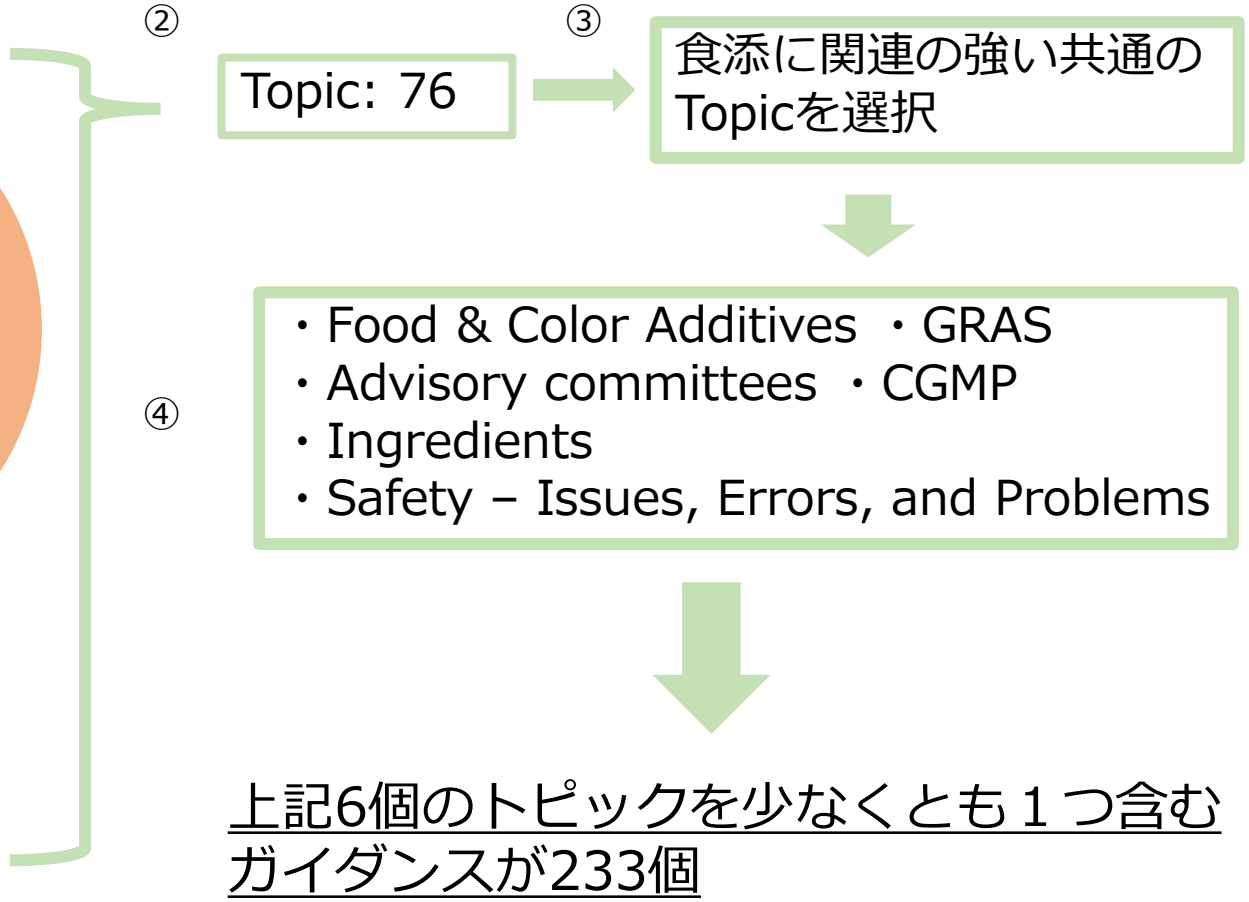 ②
③
Topic: 76
食添に関連の強い共通の
Topicを選択
④
・Food & Color Additives ・GRAS
・Advisory committees ・CGMP
・Ingredients
・Safety – Issues, Errors, and Problems
上記6個のトピックを少なくとも１つ含む
ガイダンスが233個